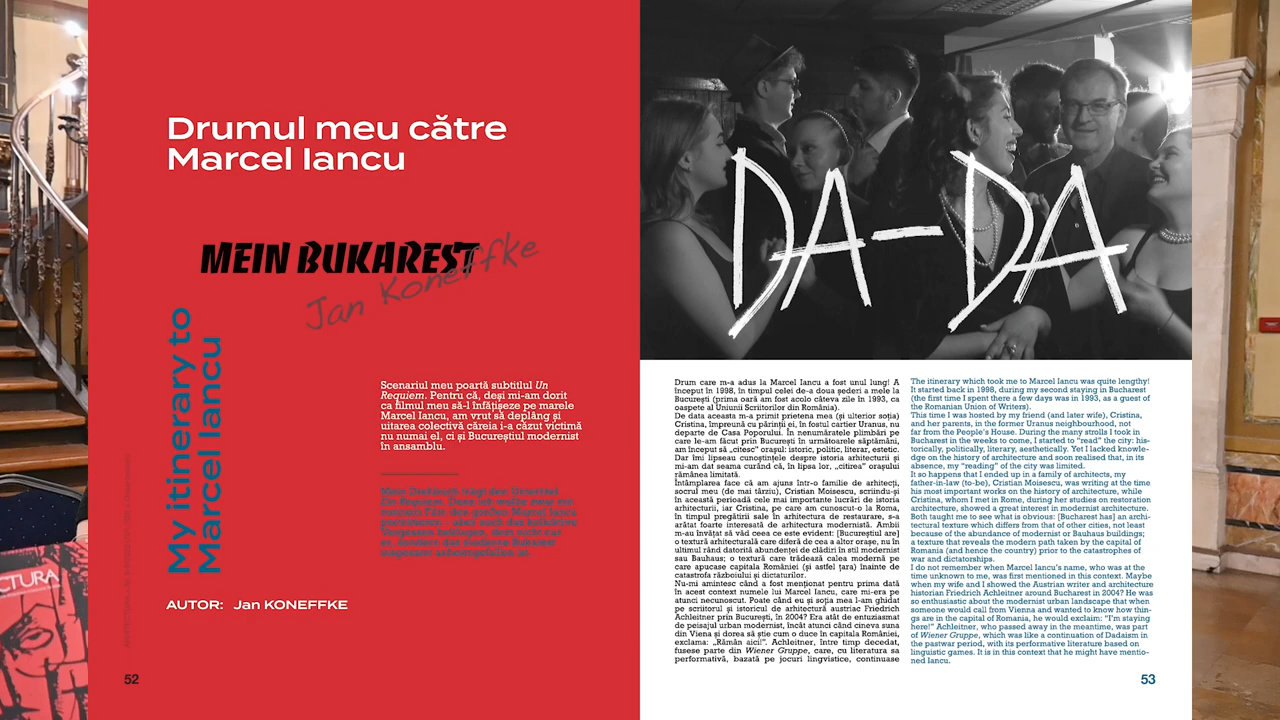 Drumul meu către
Marcel Iancu
MEIN BUKAREST
Jan Koneffke
My itinerary to
Marcel Iancu
Scenariul meu poartă subtitlul Un
Requiem. Pentru că, deși mi-am dorit
ca filmul meu să-l înfățișeze pe marele
Marcel Iancu, am vrut să deplâng și
uitarea colectivă căreia i-a căzut victimă
nu numai el, ci și Bucureștiul modernist
în ansamblu.
AUTOR: Jan KONEFFKE
52
CTURA
DA-DA
Drum care m-a adus la Marcel Iancu a fost unul lung! A
început în 1998, în timpul celei de-a doua șederi a mele la
București (prima oară am fost acolo câteva zile în 1993, ca
oaspete al Uniunii Scriitorilor din România).
De data aceasta m-a primit prietena mea (și ulterior soția)
Cristina, împreună cu părinții ei, în fostul cartier Uranus, nu
departe de Casa Poporului. În nenumăratele plimbări pe
care le-am făcut prin București în următoarele săptămâni,
am început să „citesc” orașul: istoric, politic, literar, estetic.
Dar îmi lipseau cunoștințele despre istoria arhitecturii și
mi-am dat seama curând că, în lipsa lor, „citirea” orașului
rămânea limitată.
Întâmplarea face că am ajuns într-o familie de arhitecți,
socrul meu (de mai târziu), Cristian Moisescu, scriindu-și
în această perioadă cele mai importante lucrări de istoria
arhitecturii, iar Cristina, pe care am cunoscut-o la Roma,
în timpul pregătirii sale în arhitectura de restaurare, s-a
arătat foarte interesată de arhitectura modernistă. Ambii
m-au învățat să văd ceea ce este evident: [Bucureștiul are]
o textură arhitecturală care diferă de cea a altor orașe, nu în
ultimul rând datorită abundenței de clădiri în stil modernist
sau Bauhaus; o textură care trădează calea modernă pe
care apucase capitala României (și astfel țara) înainte de
catastrofa războiului și dictaturilor.
Nu-mi amintesc când a fost menționat pentru prima dată
în acest context numele lui Marcel Iancu, care mi-era pe
atunci necunoscut. Poate când eu și soția mea l-am ghidat
pe scriitorul și istoricul de arhitectură austriac Friedrich
Achleitner prin București, în 2004? Era atât de entuziasmat
de peisajul urban modernist, încât atunci când cineva suna
din Viena și dorea să știe cum o duce în capitala României,
exclama: „Rămân aici!”. Achleitner, între timp decedat,
fusese parte din Wiener Gruppe, care, cu literatura sa
performativă, bazată pe jocuri lingvistice, continuase
The itinerary which took me to Marcel Iancu was quite lengthy!
It started back in 1998, during my second staying in Bucharest
(the first time I spent there a few days was in 1993, as a guest of
the Romanian Union of Writers).
This time I was hosted by my friend (and later wife), Cristina,
and her parents, in the former Uranus neighbourhood, not
far from the People’s House. During the many strolls I took in
Bucharest in the weeks to come, I started to “read” the city: his-
torically, politically, literary, aesthetically. Yet I lacked knowle-
dge on the history of architecture and soon realised that, in its
absence, my “reading” of the city was limited.
It so happens that I ended up in a family of architects, my
father-in-law (to-be), Cristian Moisescu, was writing at the time
his most important works on the history of architecture, while
Cristina, whom I met in Rome, during her studies on restoration
architecture, showed a great interest in modernist architecture.
Both taught me to see what is obvious: [Bucharest has] an archi-
tectural texture which differs from that of other cities, not least
because of the abundance of modernist or Bauhaus buildings;
a texture that reveals the modern path taken by the capital of
Romania (and hence the country) prior to the catastrophes of
war and dictatorships.
I do not remember when Marcel Iancu’s name, who was at the
time unknown to me, was first mentioned in this context. Maybe
when my wife and I showed the Austrian writer and architecture
historian Friedrich Achleitner around Bucharest in 2004? He was
so enthusiastic about the modernist urban landscape that when
someone would call from Vienna and wanted to know how thin-
gs are in the capital of Romania, he would exclaim: “I’m staying
here!” Achleitner, who passed away in the meantime, was part
of Wiener Gruppe, which was like a continuation of Dadaism in
the pastwar period, with its performative literature based on
linguistic games. It is in this context that he might have mentio-
ned Iancu.
53